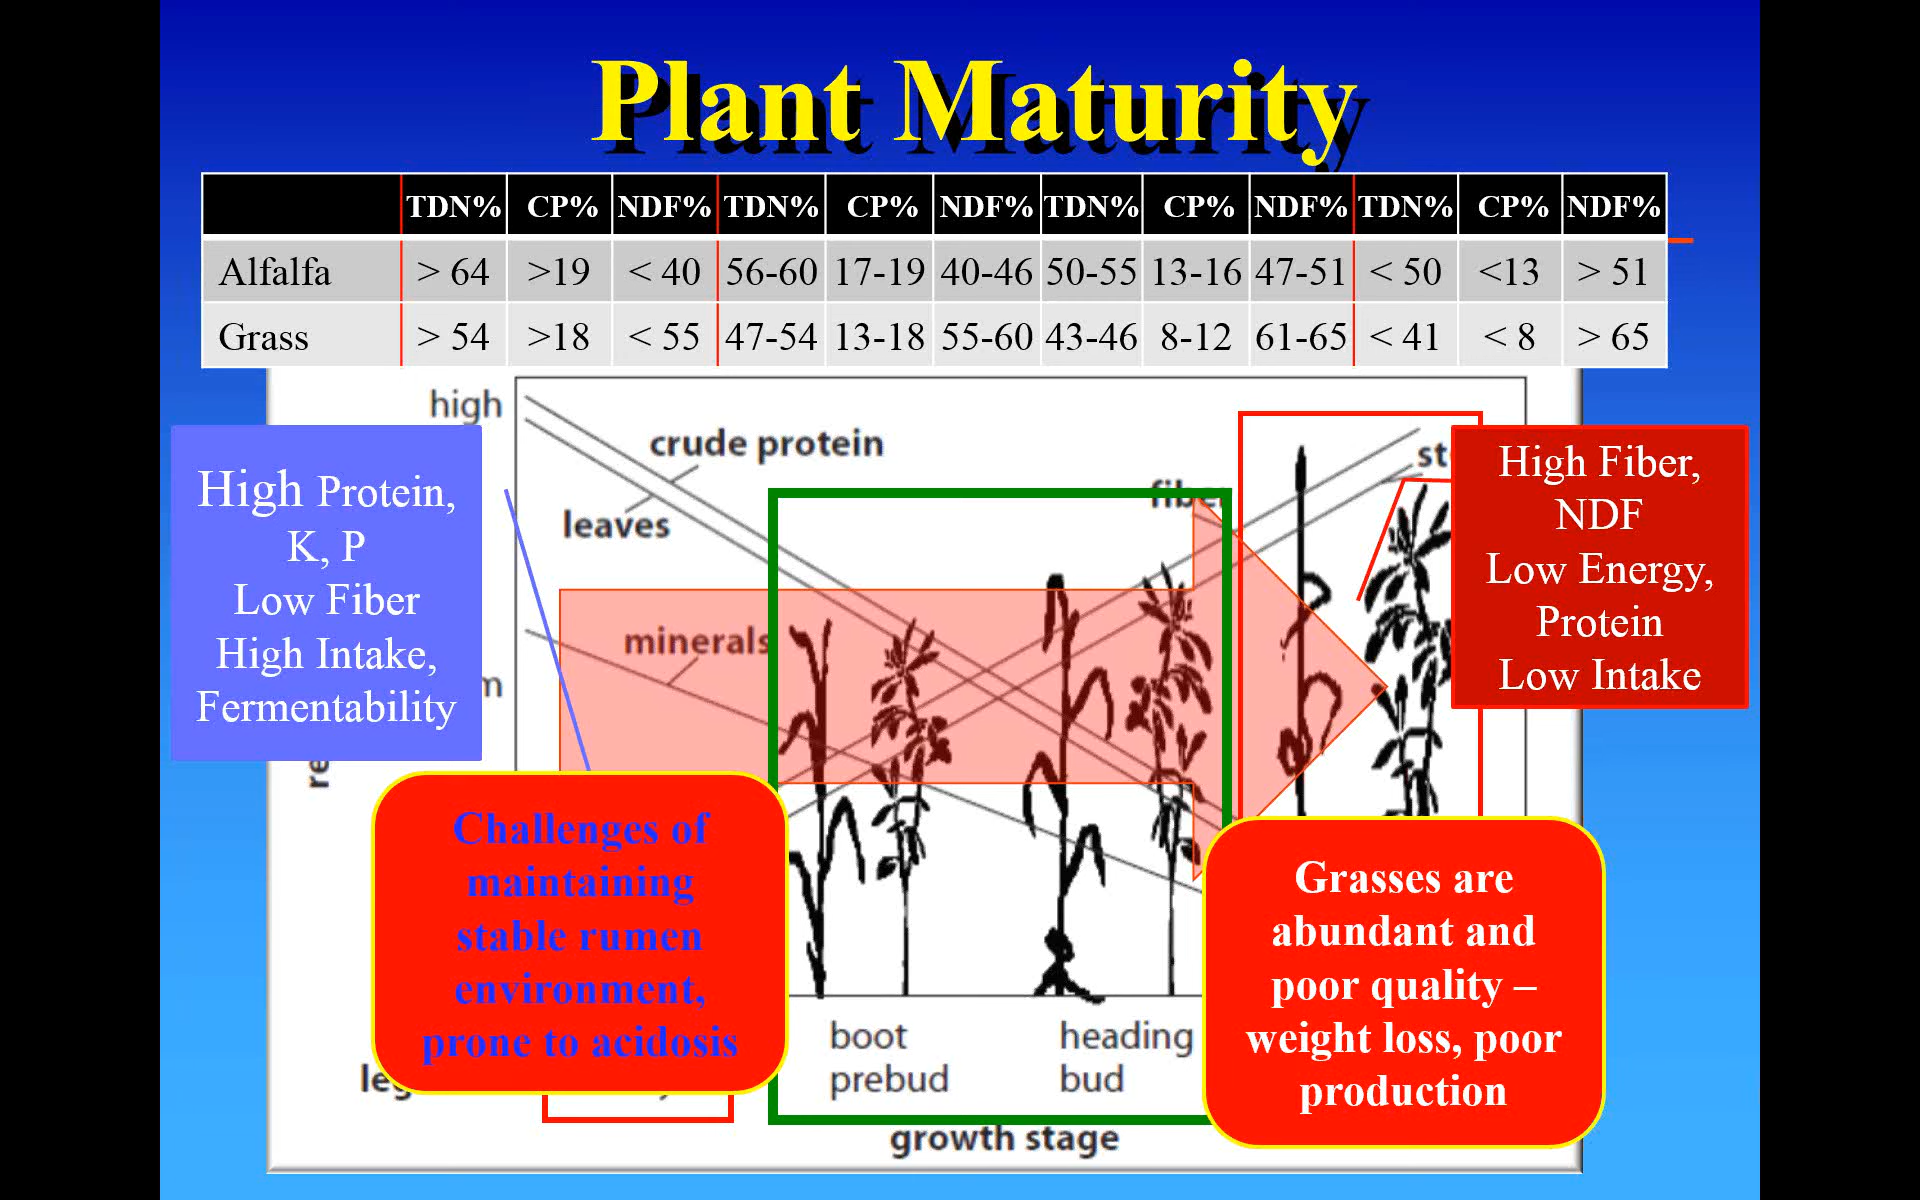 Plant Maturity
TDN% CP% NDF% TDN% CP% NDF% TDN% CP% NDF% TDN% CP% NDF%
Alfalfa > 64 >19 < 40 56-60 17-19 40-46 50-55 13-16 47-51 < 50 <13 > 51
Grass > 54 >18 < 55 47-54 13-18 55-60 43-46 8-12 61-65 < 41 < 8 > 65
high
crude protein
leaves
fiber
minerals
High Protein,
K, P
Low Fiber
High Intake,
Fermentability
High Fiber,
NDF
Low Energy,
Protein
Low Intake
Challenges of
maintaining
stable rumen
environment,
prone to acidosis
Grasses are
abundant and
poor quality –
weight loss, poor
production
boot
prebud
heading
bud
growth stage